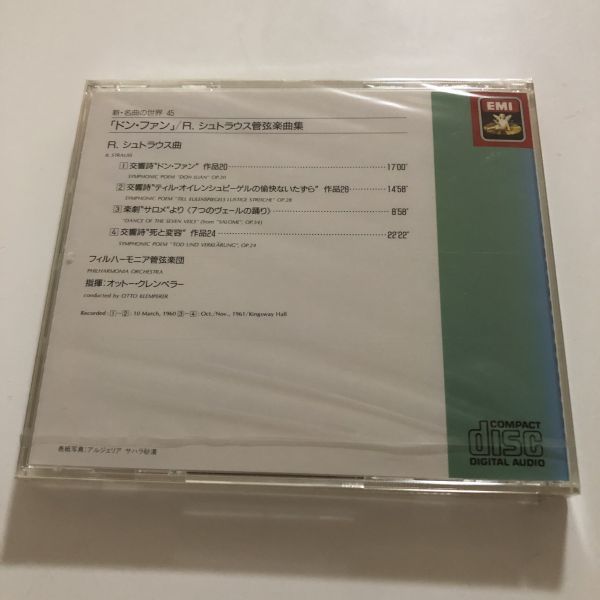 新・名曲の世界 45
「ドン・ファン」/R. シュトラウス管弦楽曲集
EMI
R. シュトラウス曲
R. STRAUSS
1 交響詩“ドン・ファン” 作品20 17'00"
SYMPHONIC POEM "DON JUAN" OP.20
2 交響詩“ティル・オイレンシュピーゲルの愉快ないたずら” 作品28 14'58"
SYMPHONIC POEM "TILL EULENSPIEGELS LUSTIGE STREICHE" OP.28
3 楽劇“サロメ”より〈7つのヴェールの踊り〉 8'58"
"DANCE OF THE SEVEN VEILS" (from "SALOME", OP.54)
4 交響詩“死と変容” 作品24 22'22"
SYMPHONIC POEM "TOD UND VERKLÄRUNG", OP.24
フィルハーモニア管弦楽団
PHILHARMONIA ORCHESTRA
指揮:オットー・クレンペラー
conducted by OTTO KLEMPERER
Recorded : 1～2: 10 March, 1960 3～4: Oct., Nov., 1961/Kingsway Hall
表紙写真:アルジェリア サハラ砂漠
COMPACT
disc
DIGITAL AUDIO